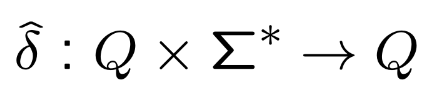 δ̂ : Q × Σ* → Q